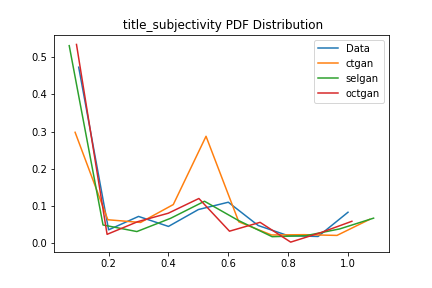 title_subjectivity PDF Distribution
Data
ctgan
selgan
octgan
0.5
0.4
0.3
0.2
0.1
0.0
0.2 0.4 0.6 0.8 1.0